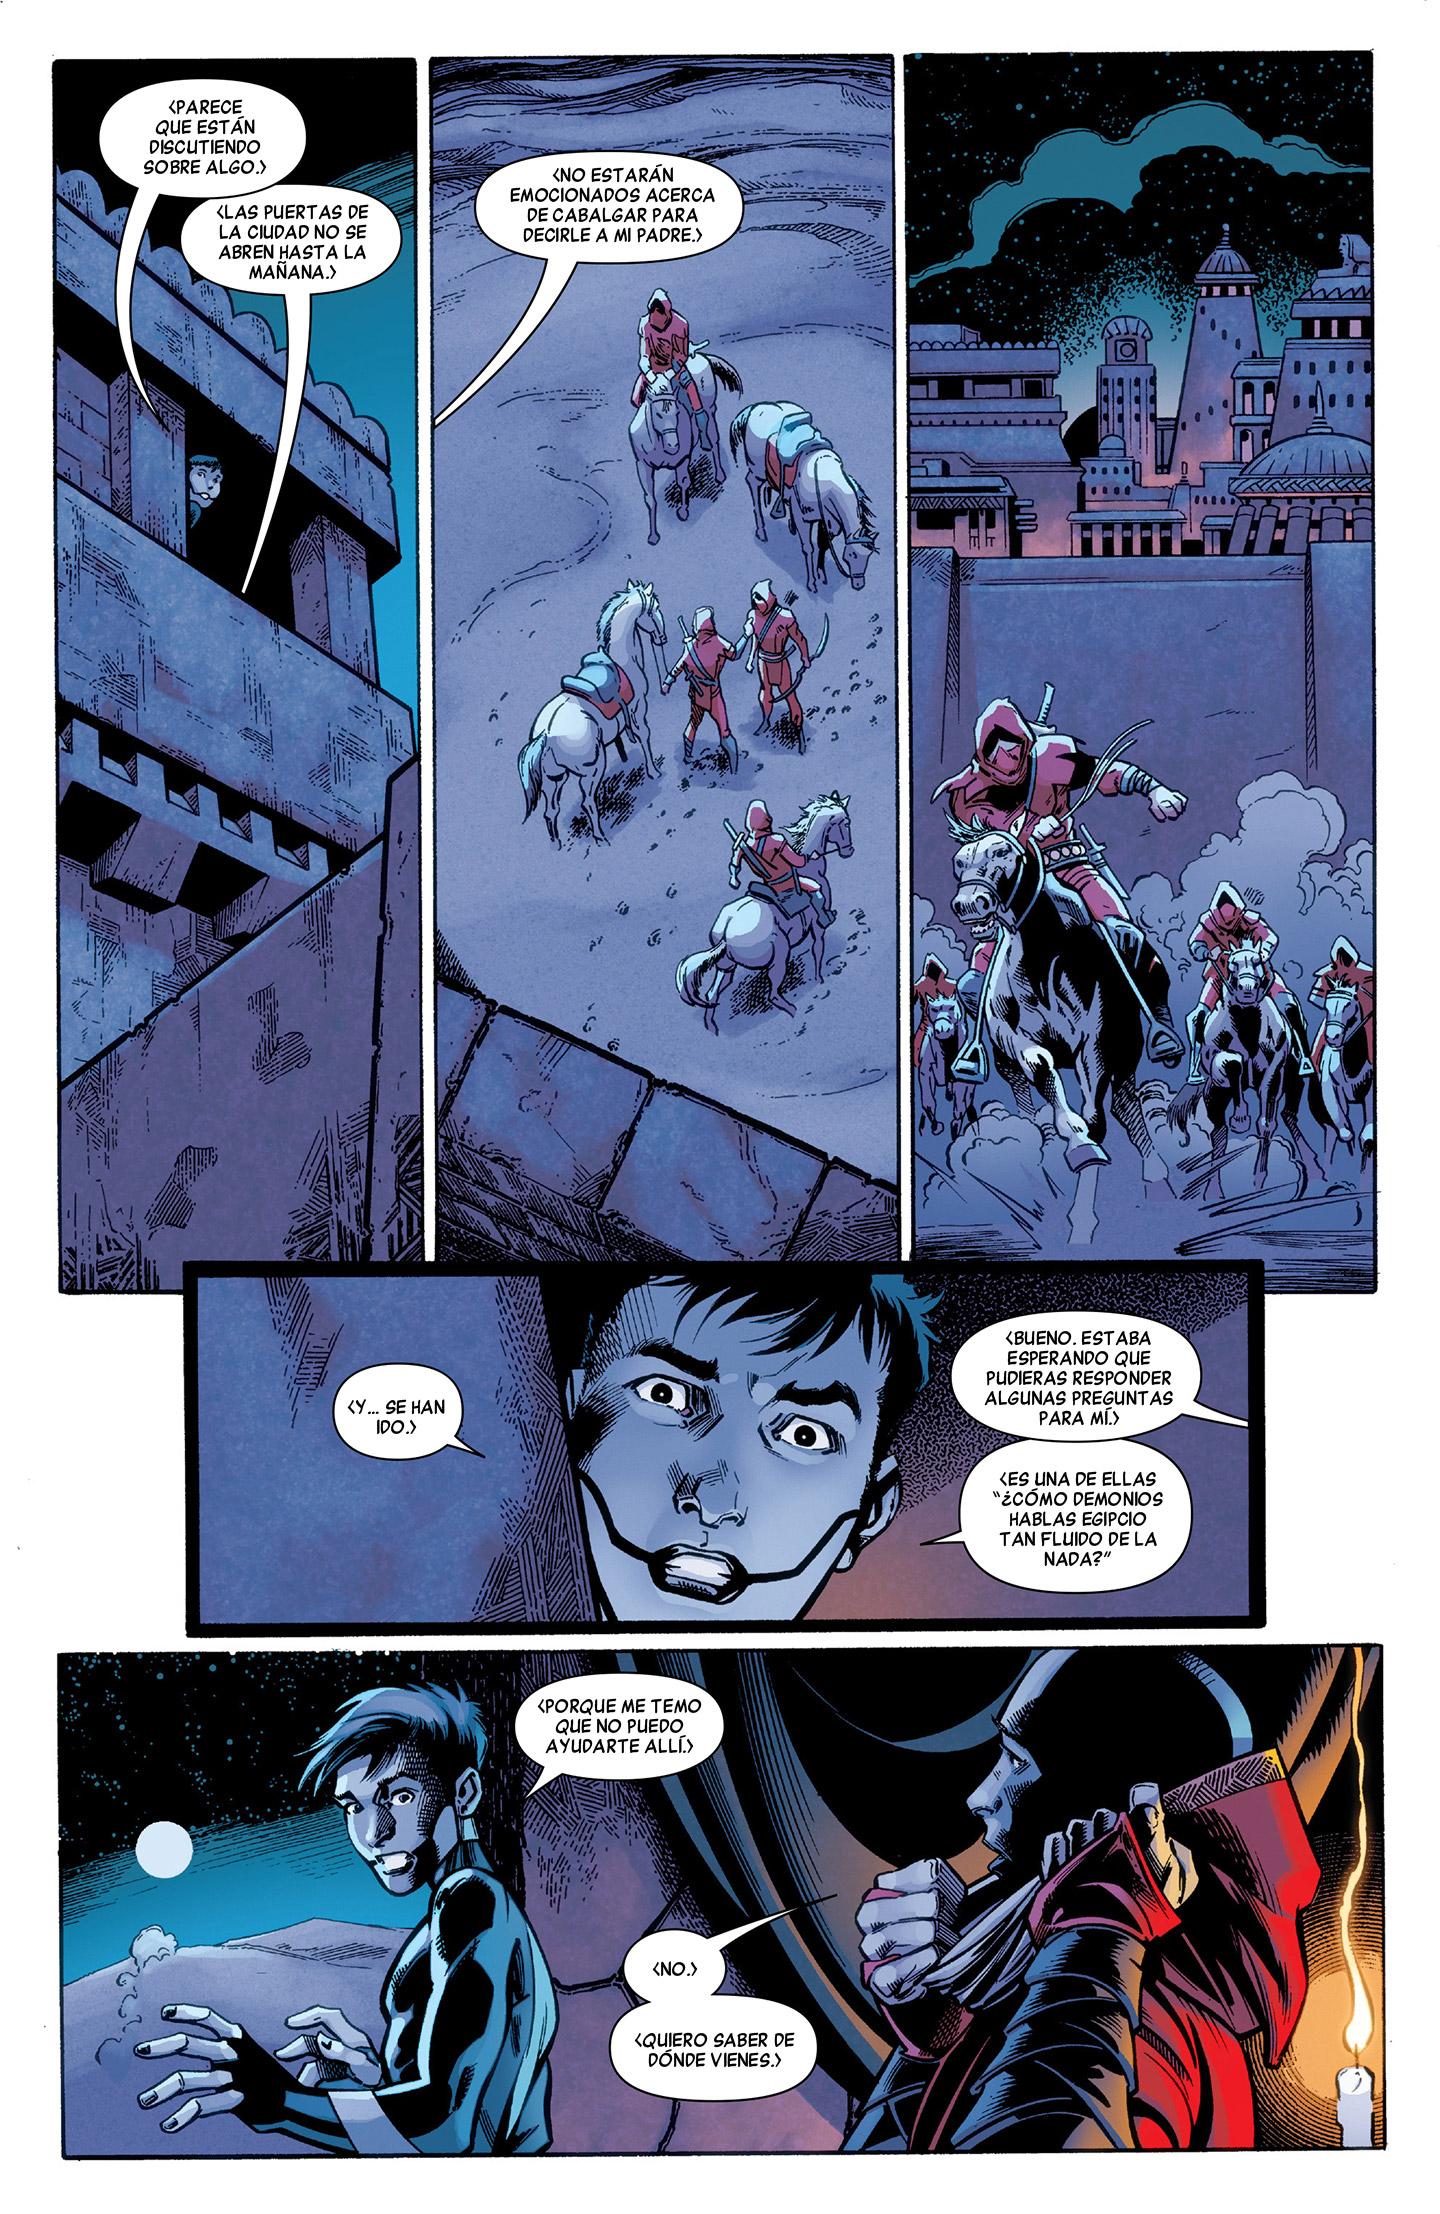 <PARECE
QUE ESTÁN
DISCUTIENDO
SOBRE ALGO.>
<LAS PUERTAS DE
LA CIUDAD NO SE
ABREN HASTA LA
MAÑANA.>
<NO ESTARÁN
EMOCIONADOS ACERCA
DE CABALGAR PARA
DECIRLE A MI PADRE.>
<Y... SE HAN
IDO.>
<BUENO. ESTABA
ESPERANDO QUE
PUDIERAS RESPONDER
ALGUNAS PREGUNTAS
PARA MÍ.>
<ES UNA DE ELLAS
"¿CÓMO DEMONIOS
HABLAS EGIPCIO
TAN FLUIDO DE LA
NADA?"
<PORQUE ME TEMO
QUE NO PUEDO
AYUDARTE ALLÍ.>
<NO.>
<QUIERO SABER DE
DÓNDE VIENES.>